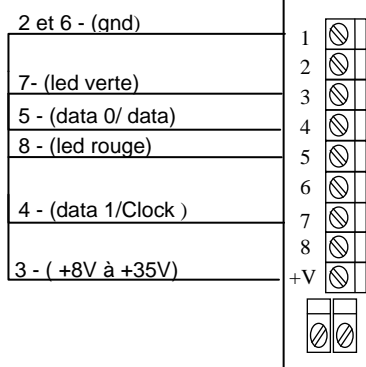 2 et 6 - (gnd)
1
2
7- (led verte)
3
5 - (data 0/ data)
4
8 - (led rouge)
5
6
4 - (data 1/Clock )
7
8
3 - ( +8V à +35V)
+V